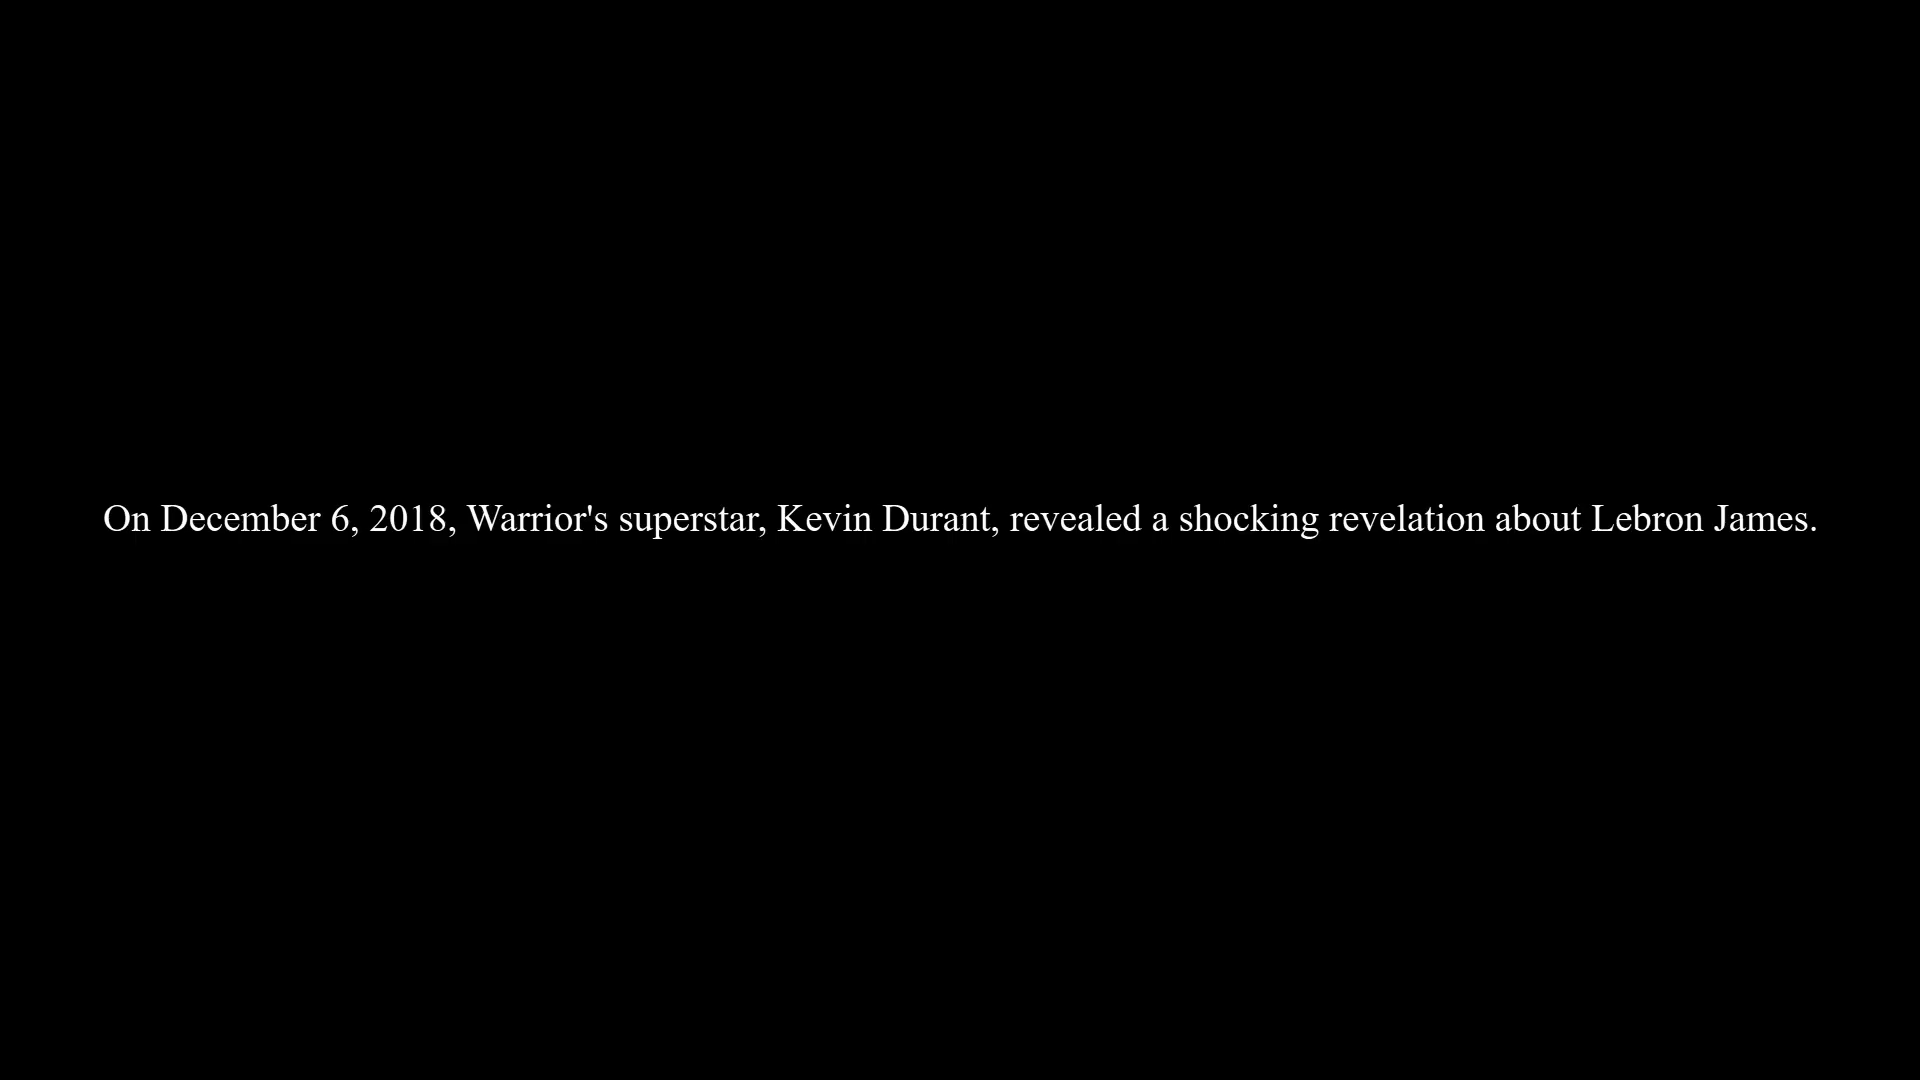 On December 6, 2018, Warrior's superstar, Kevin Durant, revealed a shocking revelation about Lebron James.